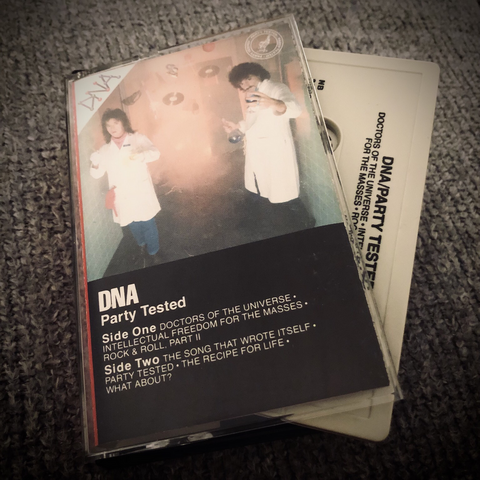 DNA
DNA
Party Tested
Side One DOCTORS OF THE UNIVERSE •
INTELLECTUAL FREEDOM FOR THE MASSES •
ROCK & ROLL, PART II
Side Two THE SONG THAT WROTE ITSELF •
PARTY TESTED • THE RECIPE FOR LIFE •
WHAT ABOUT?
DNA/PARTY TESTED
DOCTORS OF THE UNIVERSE •
FOR THE MASSES •